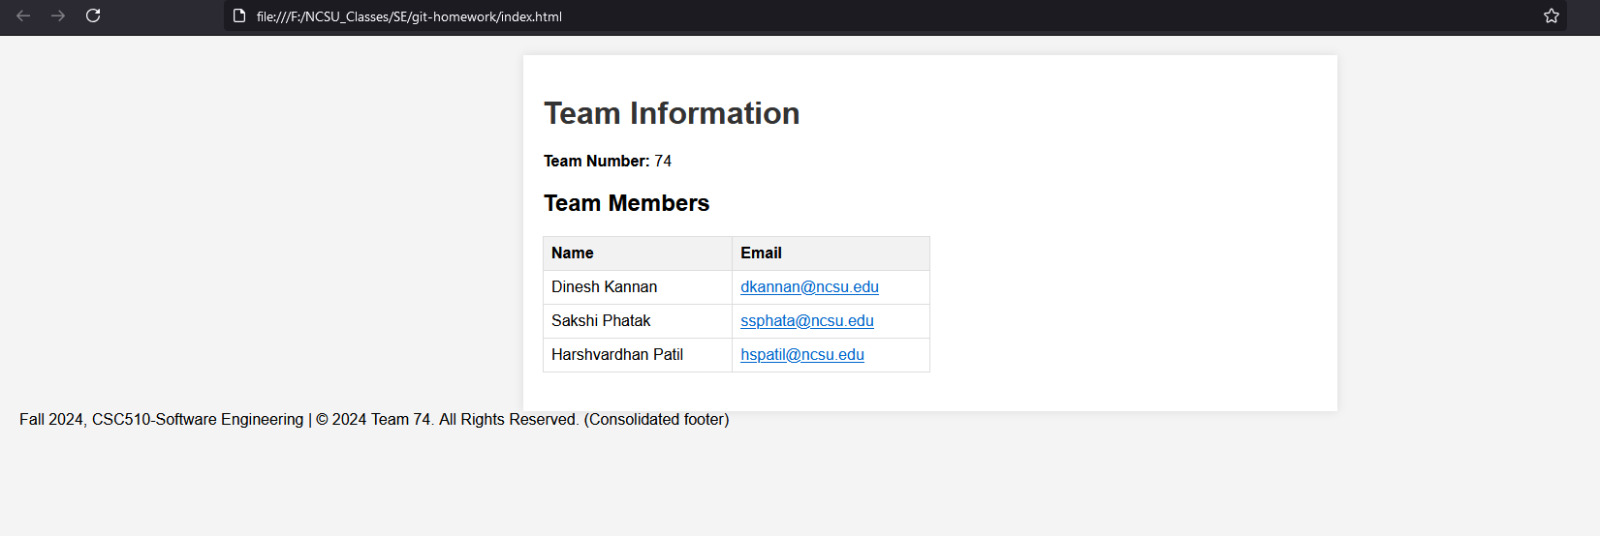 file:///F:/NCSU_Classes/SE/git-homework/index.html
Team Information
Team Number: 74
Team Members
Name Email
Dinesh Kannan dkannan@ncsu.edu
Sakshi Phatak ssphata@ncsu.edu
Harshvardhan Patil hspatil@ncsu.edu
Fall 2024, CSC510-Software Engineering | © 2024 Team 74. All Rights Reserved. (Consolidated footer)